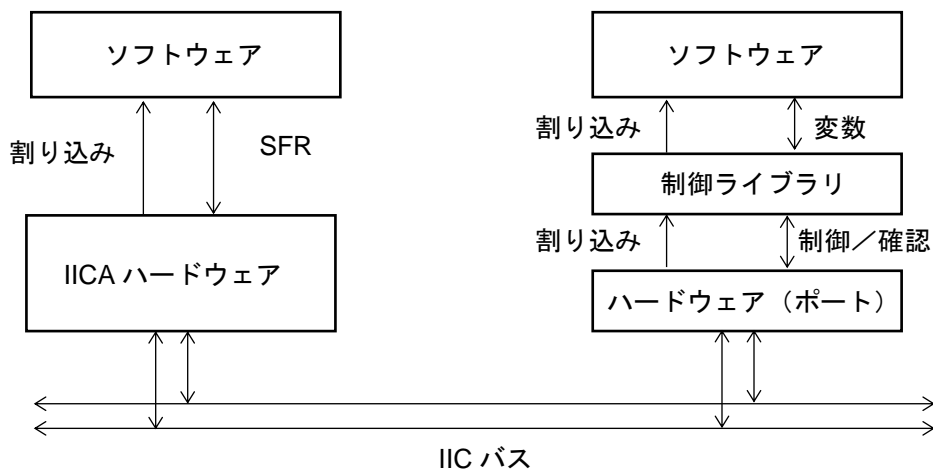 ソフトウェア
割り込み
SFR
IICA ハードウェア
ソフトウェア
割り込み
変数
制御ライブラリ
割り込み
制御／確認
ハードウェア（ポート）
IIC バス